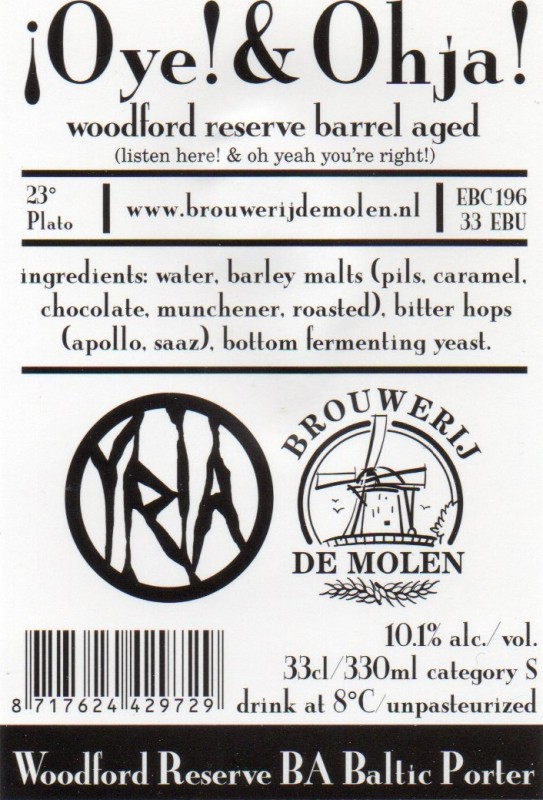 ¡Oye! & Ohja!
woodford reserve barrel aged
(listen here! & oh yeah you're right!)
23°
Plato
www.brouwerijdemolen.nl
EBC196
33 EBU
ingredients: water, barley malts (pils, caramel,
chocolate, munchener, roasted), bitter hops
(apollo, saaz), bottom fermenting yeast.
YRIA
BROUWERIJ
DE MOLEN
10.1% alc./vol.
33cl/330ml category S
drink at 8°C/unpasteurized
8 717624 429729
Woodford Reserve BA Baltic Porter